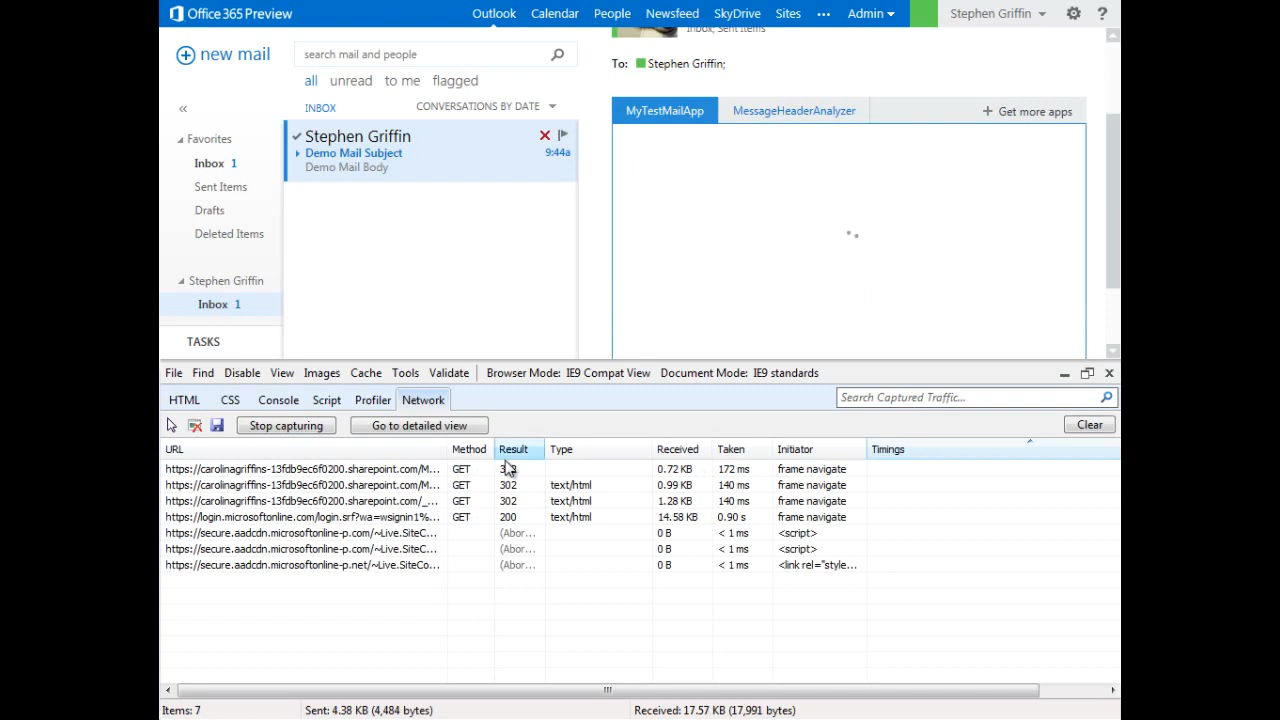 Office 365 Preview Outlook Calendar People Newsfeed SkyDrive Sites ••• Admin Stephen Griffin ?
Inbox; Sent Items
new mail
search mail and people
To: Stephen Griffin;
all unread to me flagged
«
INBOX CONVERSATIONS BY DATE
MyTestMailApp MessageHeaderAnalyzer + Get more apps
Favorites
Stephen Griffin
Demo Mail Subject 9:44a
Demo Mail Body
Inbox 1
Sent Items
Drafts
Deleted Items
Stephen Griffin
Inbox 1
TASKS
File Find Disable View Images Cache Tools Validate Browser Mode: IE9 Compat View Document Mode: IE9 standards
HTML CSS Console Script Profiler Network Search Captured Traffic...
Stop capturing Go to detailed view Clear
URL Method Result Type Received Taken Initiator Timings
https://carolinagriffins-13fdb9ec6f0200.sharepoint.com/M... GET 0.72 KB 172 ms frame navigate
https://carolinagriffins-13fdb9ec6f0200.sharepoint.com/M... GET 302 text/html 0.99 KB 140 ms frame navigate
https://carolinagriffins-13fdb9ec6f0200.sharepoint.com/_... GET 302 text/html 1.28 KB 140 ms frame navigate
https://login.microsoftonline.com/login.srf?wa=wsignin1%... GET 200 text/html 14.58 KB 0.90 s frame navigate
https://secure.aadcdn.microsoftonline-p.com/~Live.SiteC... (Abor... 0 B < 1 ms <script>
https://secure.aadcdn.microsoftonline-p.com/~Live.SiteC... (Abor... 0 B < 1 ms <script>
https://secure.aadcdn.microsoftonline-p.net/~Live.SiteCo... (Abor... 0 B < 1 ms <link rel="style...
Items: 7 Sent: 4.38 KB (4,484 bytes) Received: 17.57 KB (17,991 bytes)